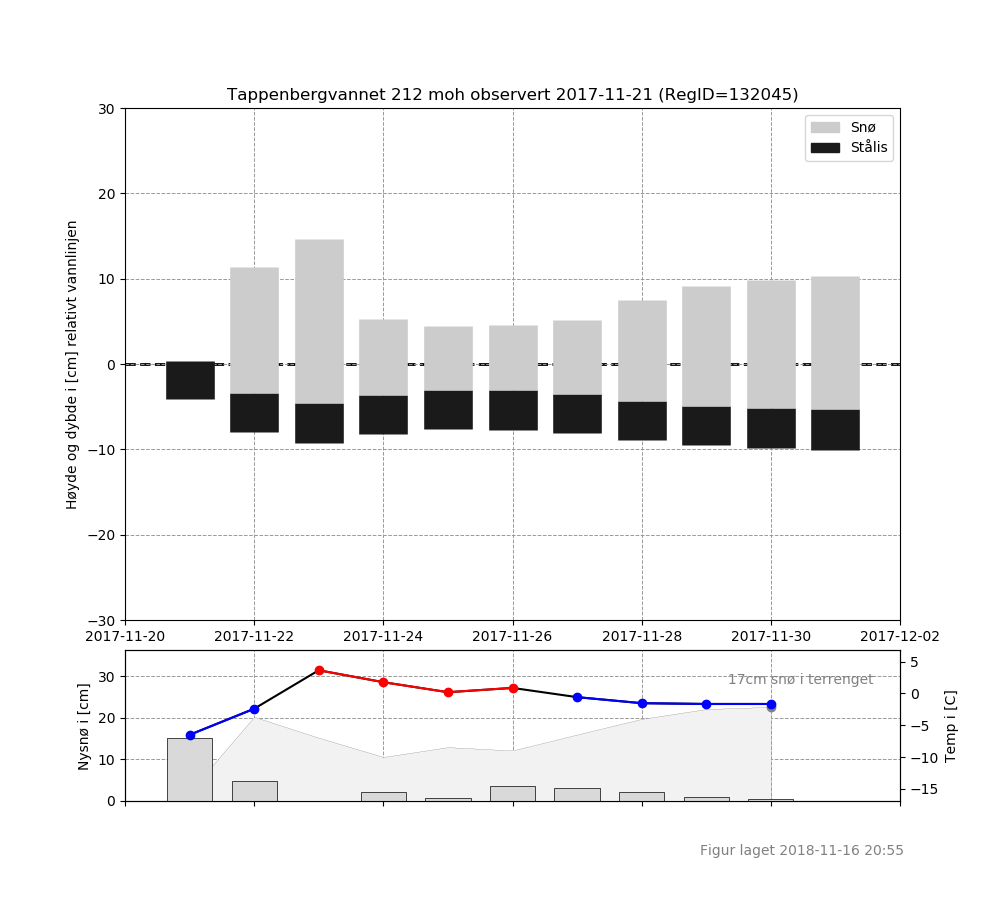 Tappenbergvannet 212 moh observert 2017-11-21 (RegID=132045)
Snø
Stålis
Høyde og dybde i [cm] relativt vannlinjen
30
20
10
0
−10
−20
−30
2017-11-20 2017-11-22 2017-11-24 2017-11-26 2017-11-28 2017-11-30 2017-12-02
17cm snø i terrenget
Nysnø i [cm]
30
20
10
0
Temp i [C]
5
0
−5
−10
−15
Figur laget 2018-11-16 20:55